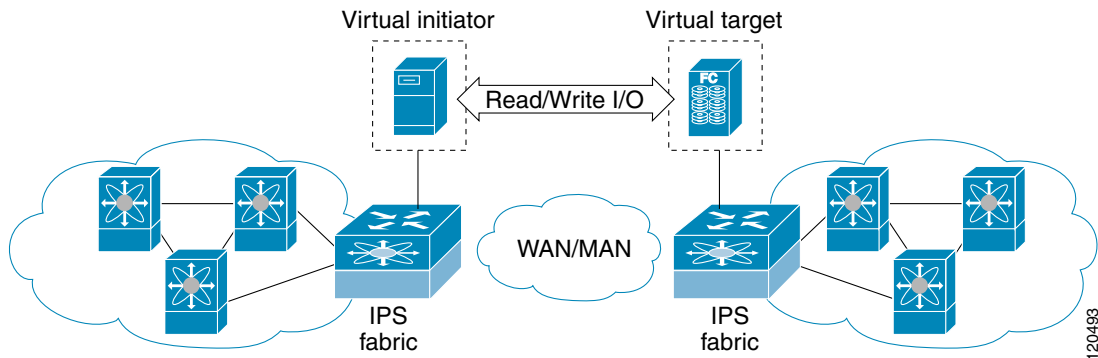 Virtual initiator
Virtual target
FC
Read/Write I/O
WAN/MAN
IPS
fabric
IPS
fabric
120493